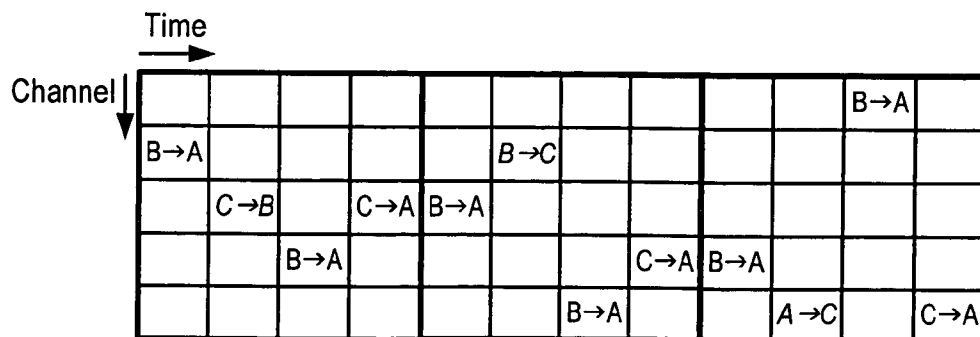 Time
Channel
B→A
B→A B→C
C→B C→A B→A
B→A C→A B→A
B→A A→C C→A